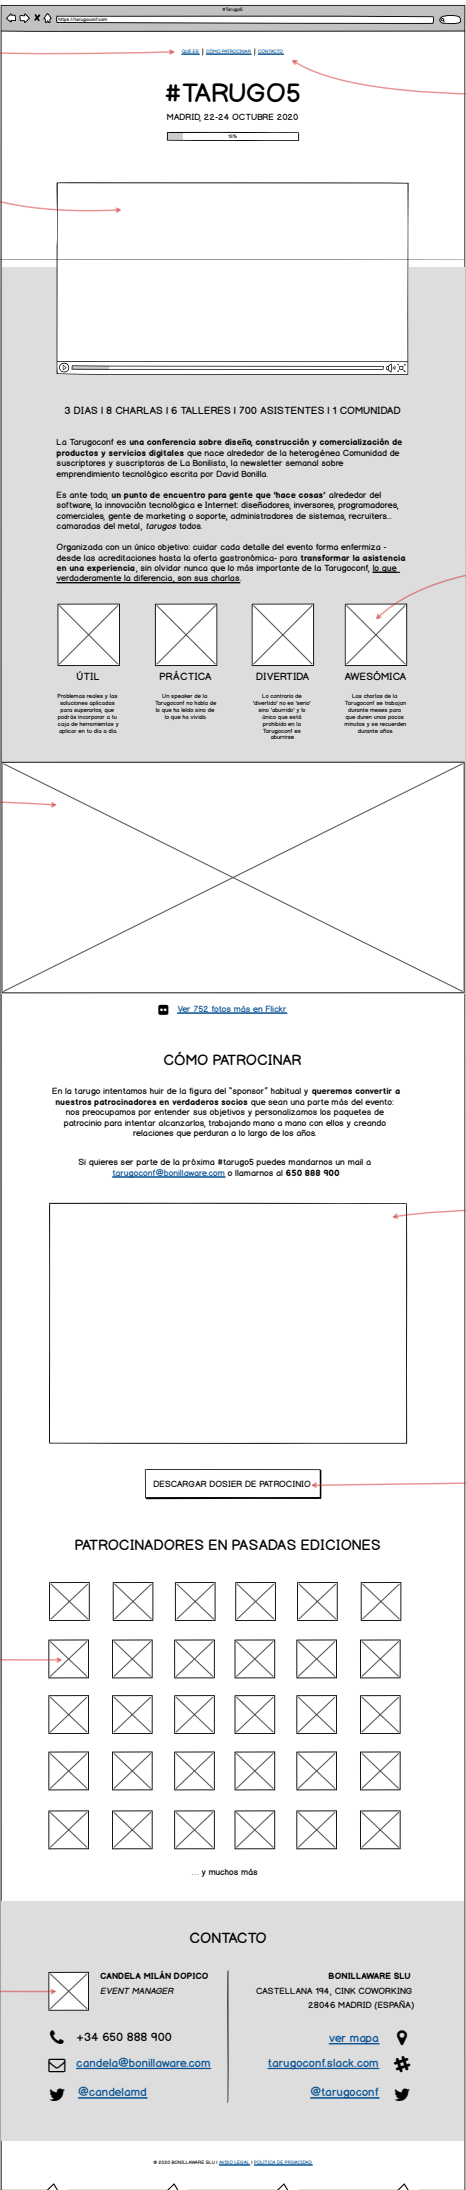 #Tarugo5
https://tarugoconf.com
QUÉ ES | CÓMO PATROCINAR | CONTACTO
#TARUGO5
MADRID, 22-24 OCTUBRE 2020
15%
3 DIAS | 8 CHARLAS | 6 TALLERES | 700 ASISTENTES | 1 COMUNIDAD
La Tarugoconf es una conferencia sobre diseño, construcción y comercialización de
productos y servicios digitales que nace alrededor de la heterogénea Comunidad de
suscriptores y suscriptoras de La Bonilista, la newsletter semanal sobre
emprendimiento tecnológico escrita por David Bonilla.
Es ante todo, un punto de encuentro para gente que 'hace cosas' alrededor del
software, la innovación tecnológica e Internet: diseñadores, inversores, programadores,
comerciales, gente de marketing o soporte, administradores de sistemas, recruiters...
camaradas del metal, tarugos todos.
Organizada con un único objetivo: cuidar cada detalle del evento forma enfermiza -
desde las acreditaciones hasta la oferta gastronómica- para transformar la asistencia
en una experiencia, sin olvidar nunca que lo más importante de la Tarugoconf, lo que
verdaderamente la diferencia, son sus charlas.
ÚTIL
PRÁCTICA
DIVERTIDA
AWESÓMICA
Problemas reales y las
soluciones aplicadas
para superarlos, que
podrás incorporar a tu
caja de herramientas y
aplicar en tu día a día.
Un speaker de la
Tarugoconf no habla de
lo que ha leído sino de
lo que ha vivido.
Lo contrario de
'divertido' no es 'serio'
sino 'aburrido' y lo
único que está
prohibido en la
Tarugoconf es
aburrirse.
Las charlas de la
Tarugoconf se trabajan
durante meses para
que duren unos pocos
minutos y se recuerden
durante años.
Ver 752 fotos más en Flickr
CÓMO PATROCINAR
En la tarugo intentamos huir de la figura del "sponsor" habitual y queremos convertir a
nuestros patrocinadores en verdaderos socios que sean una parte más del evento:
nos preocupamos por entender sus objetivos y personalizamos los paquetes de
patrocinio para intentar alcanzarlos, trabajando mano a mano con ellos y creando
relaciones que perduran a lo largo de los años.
Si quieres ser parte de la próxima #tarugo5 puedes mandarnos un mail a
tarugoconf@bonillaware.com o llamarnos al 650 888 900
DESCARGAR DOSIER DE PATROCINIO
PATROCINADORES EN PASADAS EDICIONES
... y muchos más
CONTACTO
CANDELA MILÁN DOPICO
EVENT MANAGER
+34 650 888 900
candela@bonillaware.com
@candelamd
BONILLAWARE SLU
CASTELLANA 194, CINK COWORKING
28046 MADRID (ESPAÑA)
ver mapa
tarugoconf.slack.com
@tarugoconf
© 2020 BONILLAWARE SLU | AVISO LEGAL | POLÍTICA DE PRIVACIDAD